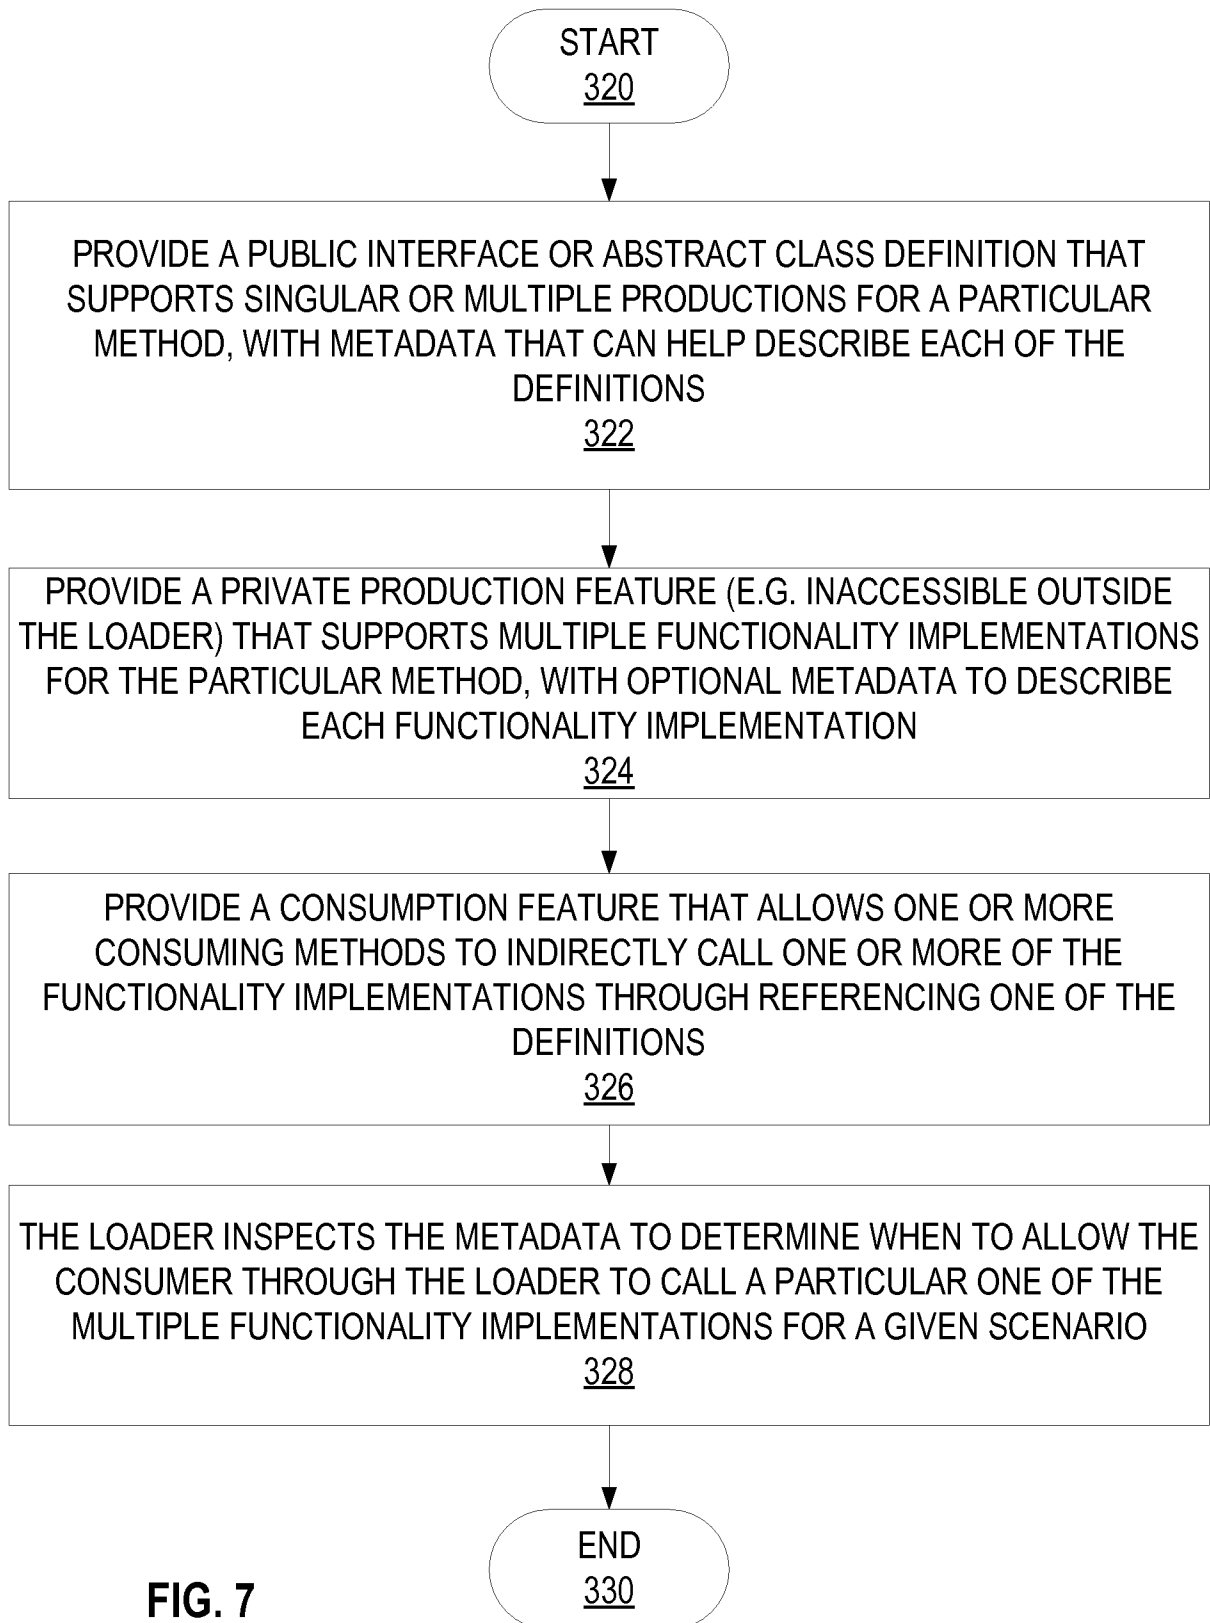 START
320
PROVIDE A PUBLIC INTERFACE OR ABSTRACT CLASS DEFINITION THAT
SUPPORTS SINGULAR OR MULTIPLE PRODUCTIONS FOR A PARTICULAR
METHOD, WITH METADATA THAT CAN HELP DESCRIBE EACH OF THE
DEFINITIONS
322
PROVIDE A PRIVATE PRODUCTION FEATURE (E.G. INACCESSIBLE OUTSIDE
THE LOADER) THAT SUPPORTS MULTIPLE FUNCTIONALITY IMPLEMENTATIONS
FOR THE PARTICULAR METHOD, WITH OPTIONAL METADATA TO DESCRIBE
EACH FUNCTIONALITY IMPLEMENTATION
324
PROVIDE A CONSUMPTION FEATURE THAT ALLOWS ONE OR MORE
CONSUMING METHODS TO INDIRECTLY CALL ONE OR MORE OF THE
FUNCTIONALITY IMPLEMENTATIONS THROUGH REFERENCING ONE OF THE
DEFINITIONS
326
THE LOADER INSPECTS THE METADATA TO DETERMINE WHEN TO ALLOW THE
CONSUMER THROUGH THE LOADER TO CALL A PARTICULAR ONE OF THE
MULTIPLE FUNCTIONALITY IMPLEMENTATIONS FOR A GIVEN SCENARIO
328
END
330
FIG. 7